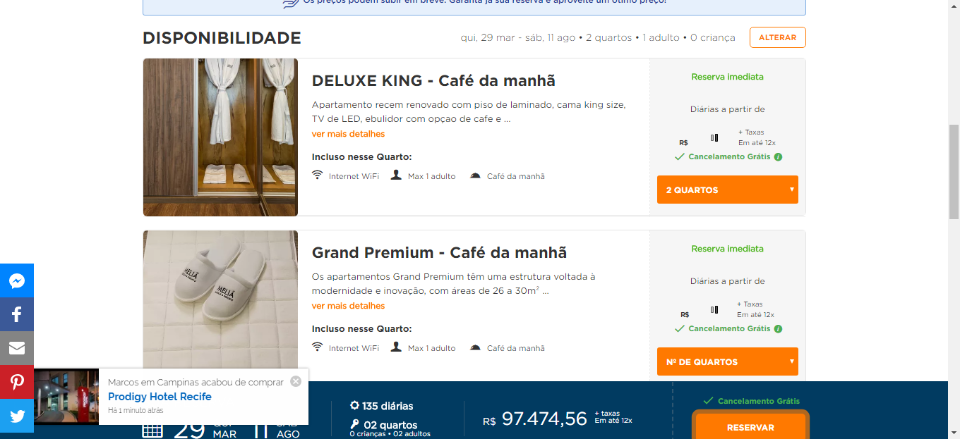 Os preços podem subir em breve. Garanta já sua reserva e aproveite um ótimo preço!
DISPONIBILIDADE
qui, 29 mar - sáb, 11 ago • 2 quartos • 1 adulto • 0 criança
ALTERAR
DELUXE KING - Café da manhã
Apartamento recem renovado com piso de laminado, cama king size,
TV de LED, ebulidor com opçao de cafe e ...
ver mais detalhes
Incluso nesse Quarto:
Internet WiFi
Max 1 adulto
Café da manhã
Reserva imediata
Diárias a partir de
R$
+ Taxas
Em até 12x
Cancelamento Grátis
2 QUARTOS
Grand Premium - Café da manhã
Os apartamentos Grand Premium têm uma estrutura voltada à
modernidade e inovação, com áreas de 26 a 30m² ...
ver mais detalhes
Incluso nesse Quarto:
Internet WiFi
Max 1 adulto
Café da manhã
Reserva imediata
Diárias a partir de
R$
+ Taxas
Em até 12x
Cancelamento Grátis
Nº DE QUARTOS
MELIÁ
MELIÁ
Marcos em Campinas acabou de comprar
Prodigy Hotel Recife
Há 1 minuto atrás
29 QUI
MAR
11 SÁB
AGO
135 diárias
02 quartos
0 crianças • 02 adultos
R$ 97.474,56
+ taxas
Em até 12x
Cancelamento Grátis
RESERVAR